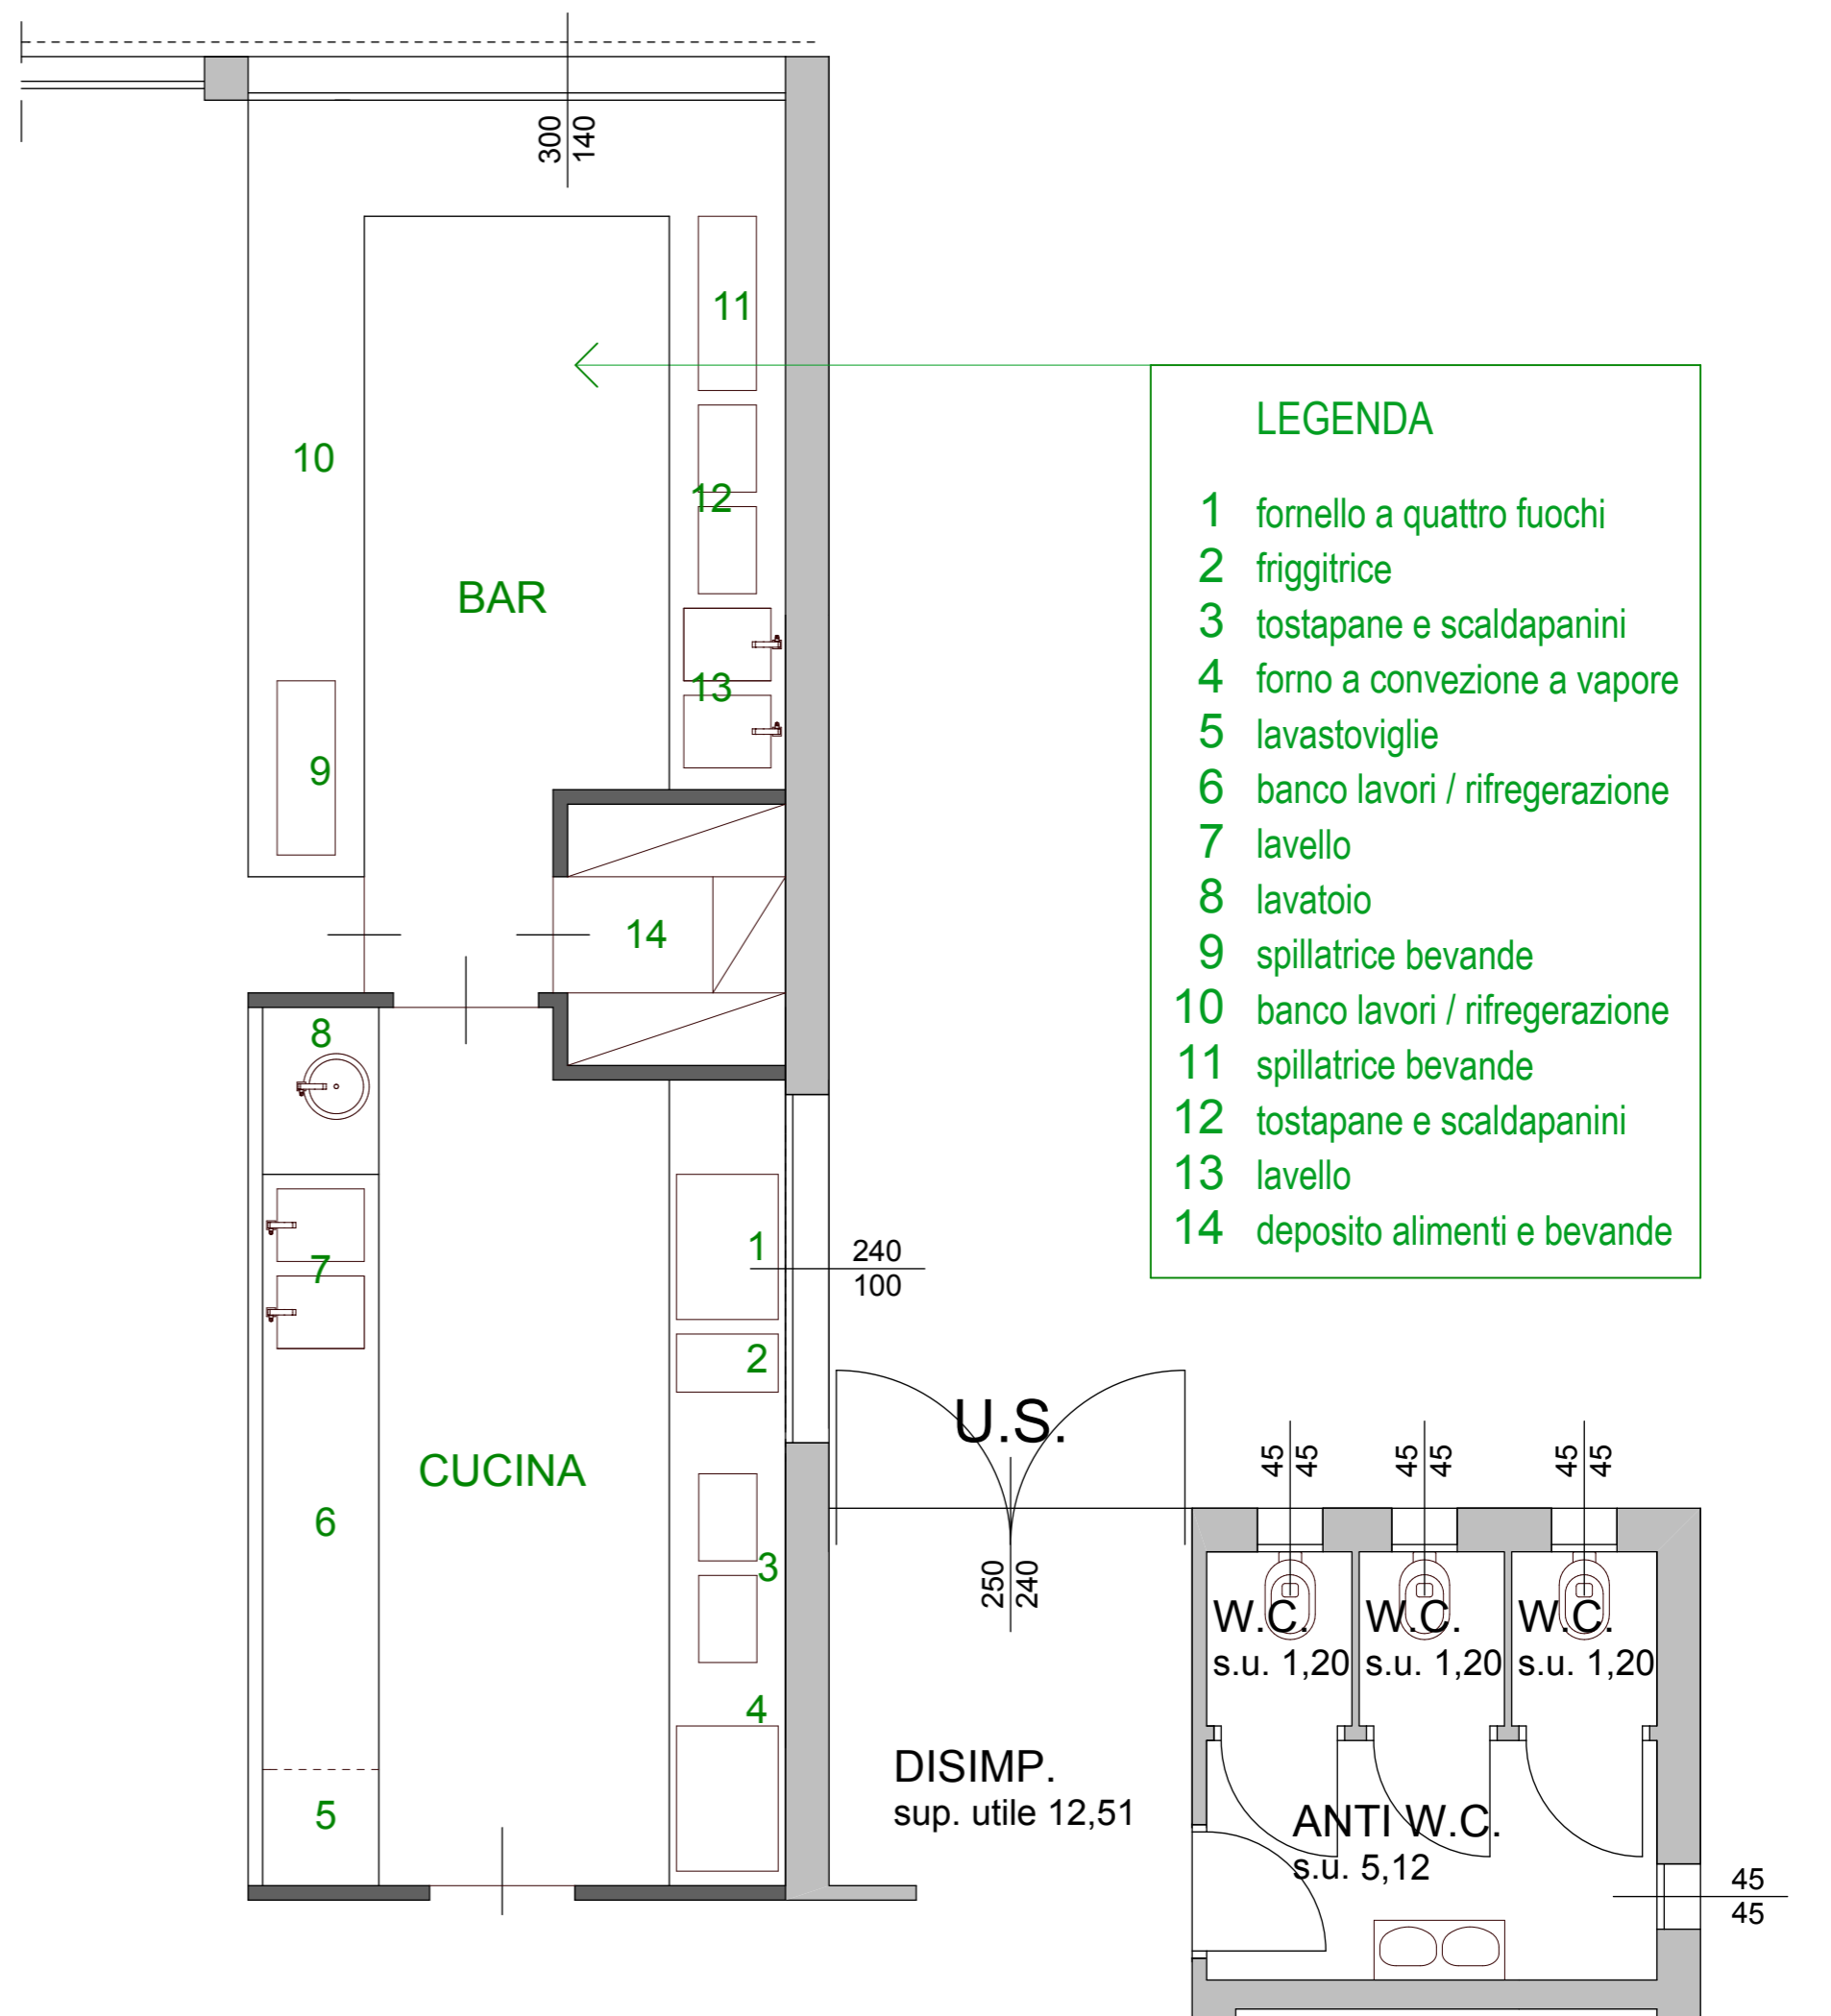 300
140
11
10
12
BAR
13
9
14
8
7
1
240
100
2
CUCINA
6
3
4
5
LEGENDA
1 fornello a quattro fuochi
2 friggitrice
3 tostapane e scaldapanini
4 forno a convezione a vapore
5 lavastoviglie
6 banco lavori / rifregerazione
7 lavello
8 lavatoio
9 spillatrice bevande
10 banco lavori / rifregerazione
11 spillatrice bevande
12 tostapane e scaldapanini
13 lavello
14 deposito alimenti e bevande
U.S.
250
240
45
45
45
45
45
45
W.C.
s.u. 1,20
W.C.
s.u. 1,20
W.C.
s.u. 1,20
DISIMP.
sup. utile 12,51
ANTI W.C.
s.u. 5,12
45
45